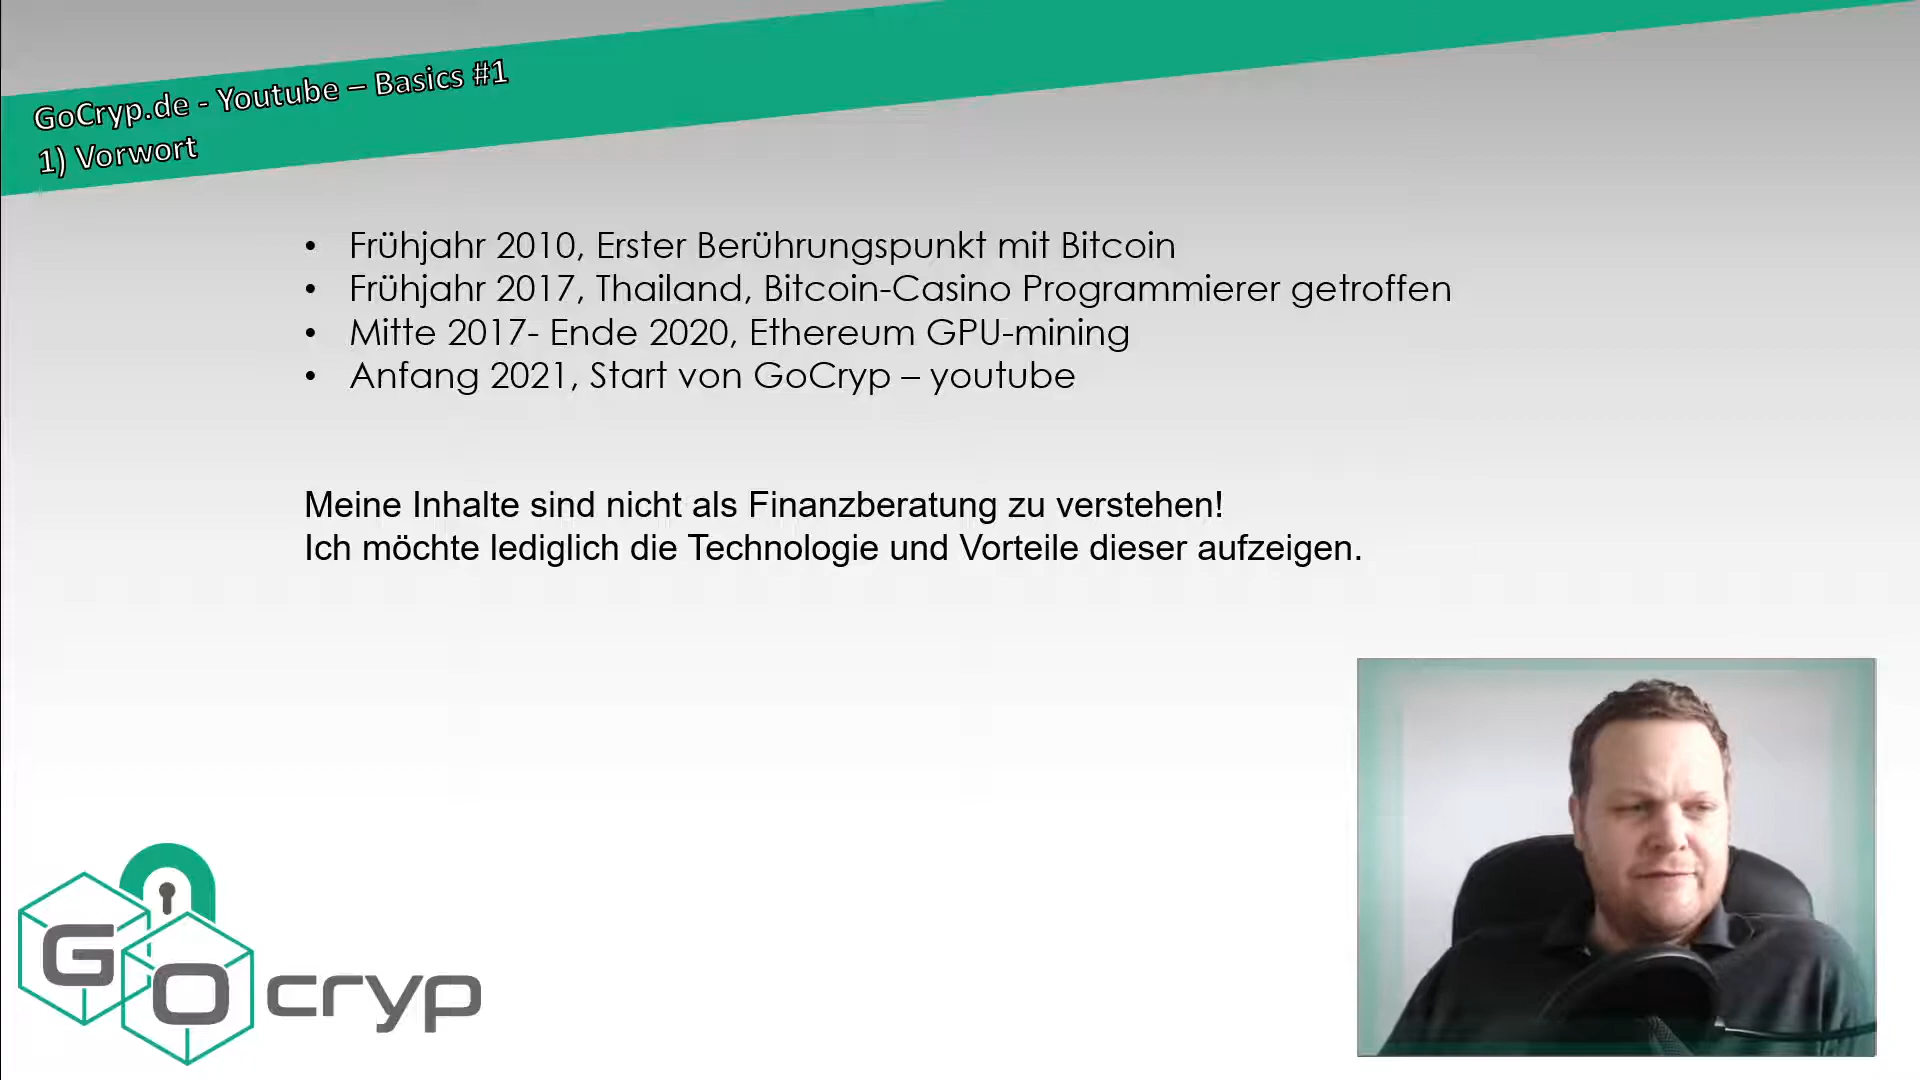 GoCryp.de - Youtube – Basics #1
1) Vorwort
• Frühjahr 2010, Erster Berührungspunkt mit Bitcoin
• Frühjahr 2017, Thailand, Bitcoin-Casino Programmierer getroffen
• Mitte 2017- Ende 2020, Ethereum GPU-mining
• Anfang 2021, Start von GoCryp – youtube
Meine Inhalte sind nicht als Finanzberatung zu verstehen!
Ich möchte lediglich die Technologie und Vorteile dieser aufzeigen.
GO cryp